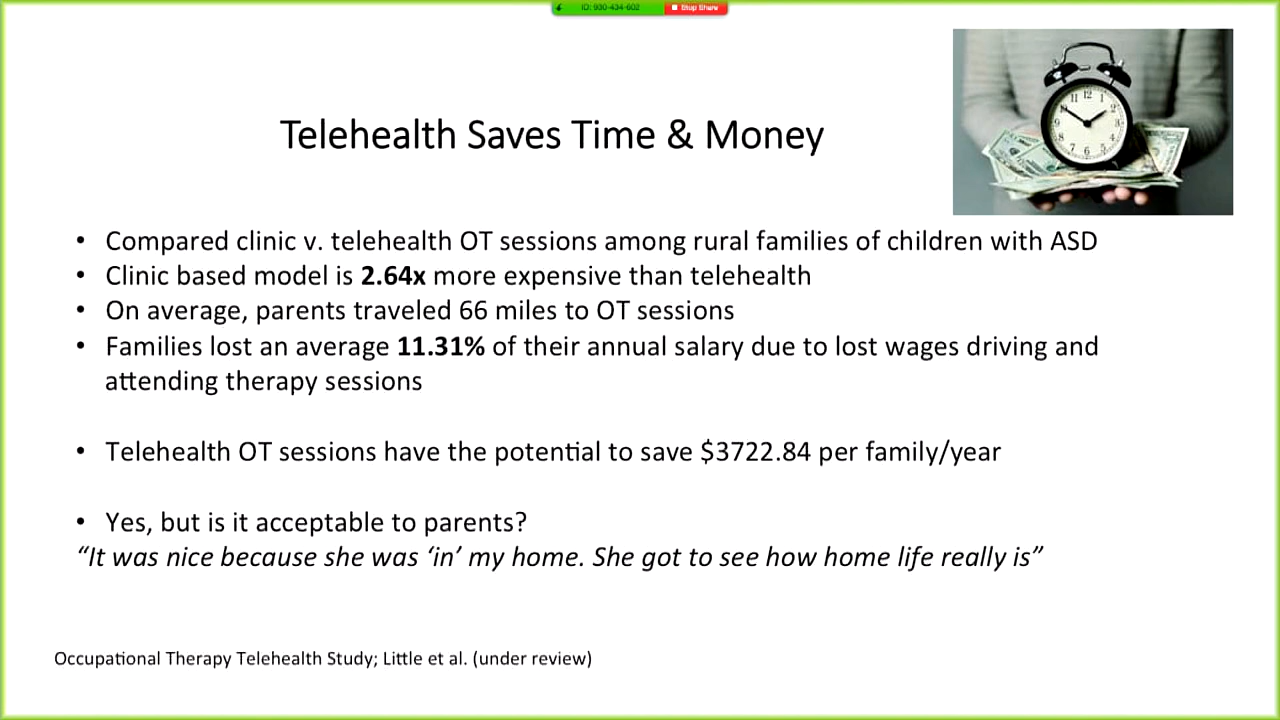 ID: 930-434-602 Stop Share
Telehealth Saves Time & Money
• Compared clinic v. telehealth OT sessions among rural families of children with ASD
• Clinic based model is 2.64x more expensive than telehealth
• On average, parents traveled 66 miles to OT sessions
• Families lost an average 11.31% of their annual salary due to lost wages driving and
attending therapy sessions
• Telehealth OT sessions have the potential to save $3722.84 per family/year
• Yes, but is it acceptable to parents?
“It was nice because she was ‘in’ my home. She got to see how home life really is”
Occupational Therapy Telehealth Study; Little et al. (under review)